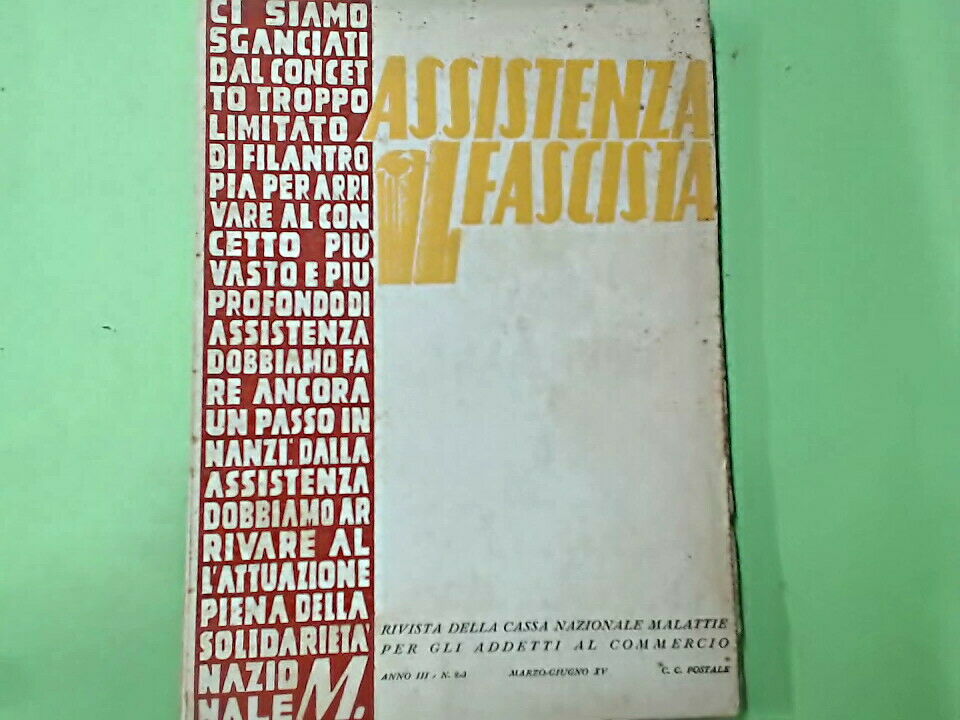 CI SIAMO
SGANCIATI
DAL CONCET
TO TROPPO
LIMITATO
DI FILANTRO
PIA PER ARRI
VARE AL CON
CETTO PIU
VASTO E PIU
PROFONDO DI
ASSISTENZA
DOBBIAMO FA
RE ANCORA
UN PASSO IN
NANZI: DALLA
ASSISTENZA
DOBBIAMO AR
RIVARE AL
L'ATTUAZIONE
PIENA DELLA
SOLIDARIETA'
NAZIO
NALE M.
ASSISTENZA
FASCISTA
RIVISTA DELLA CASSA NAZIONALE MALATTIE
PER GLI ADDETTI AL COMMERCIO
ANNO III - N. 2-3 MARZO-GIUGNO XV C. C. POSTALE